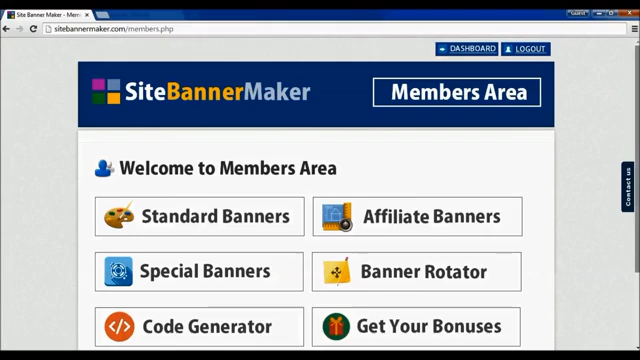 Site Banner Maker - Mem
Guest
sitebannermaker.com/members.php
DASHBOARD
LOGOUT
SiteBannerMaker
Members Area
Contact us
Welcome to Members Area
Standard Banners
Affiliate Banners
Special Banners
Banner Rotator
Code Generator
Get Your Bonuses